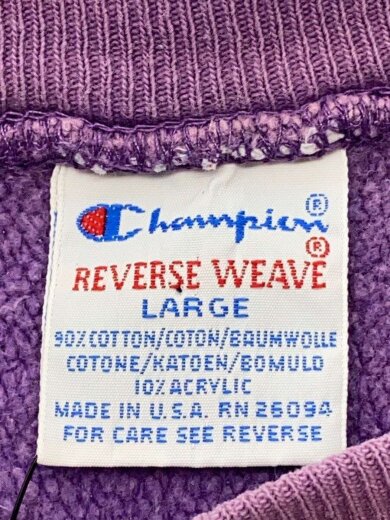 Champion®
REVERSE WEAVE®
LARGE
90% COTTON/COTON/BAUMWOLLE
COTONE/KATOEN/BOMULD
10% ACRYLIC
MADE IN U.S.A. RN 26094
FOR CARE SEE REVERSE